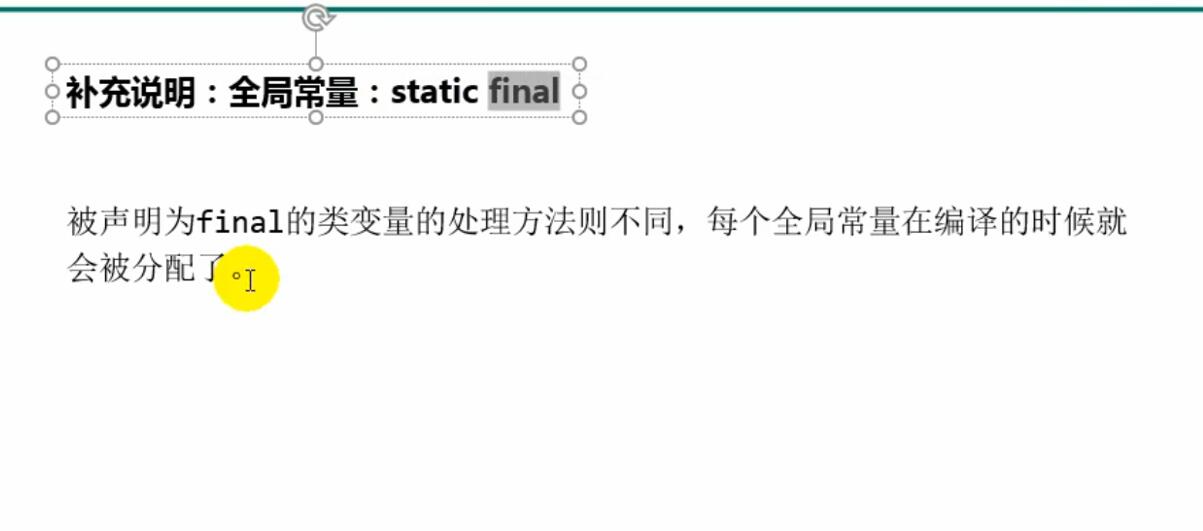 补充说明：全局常量：static final
被声明为final的类变量的处理方法则不同，每个全局常量在编译的时候就
会被分配了。